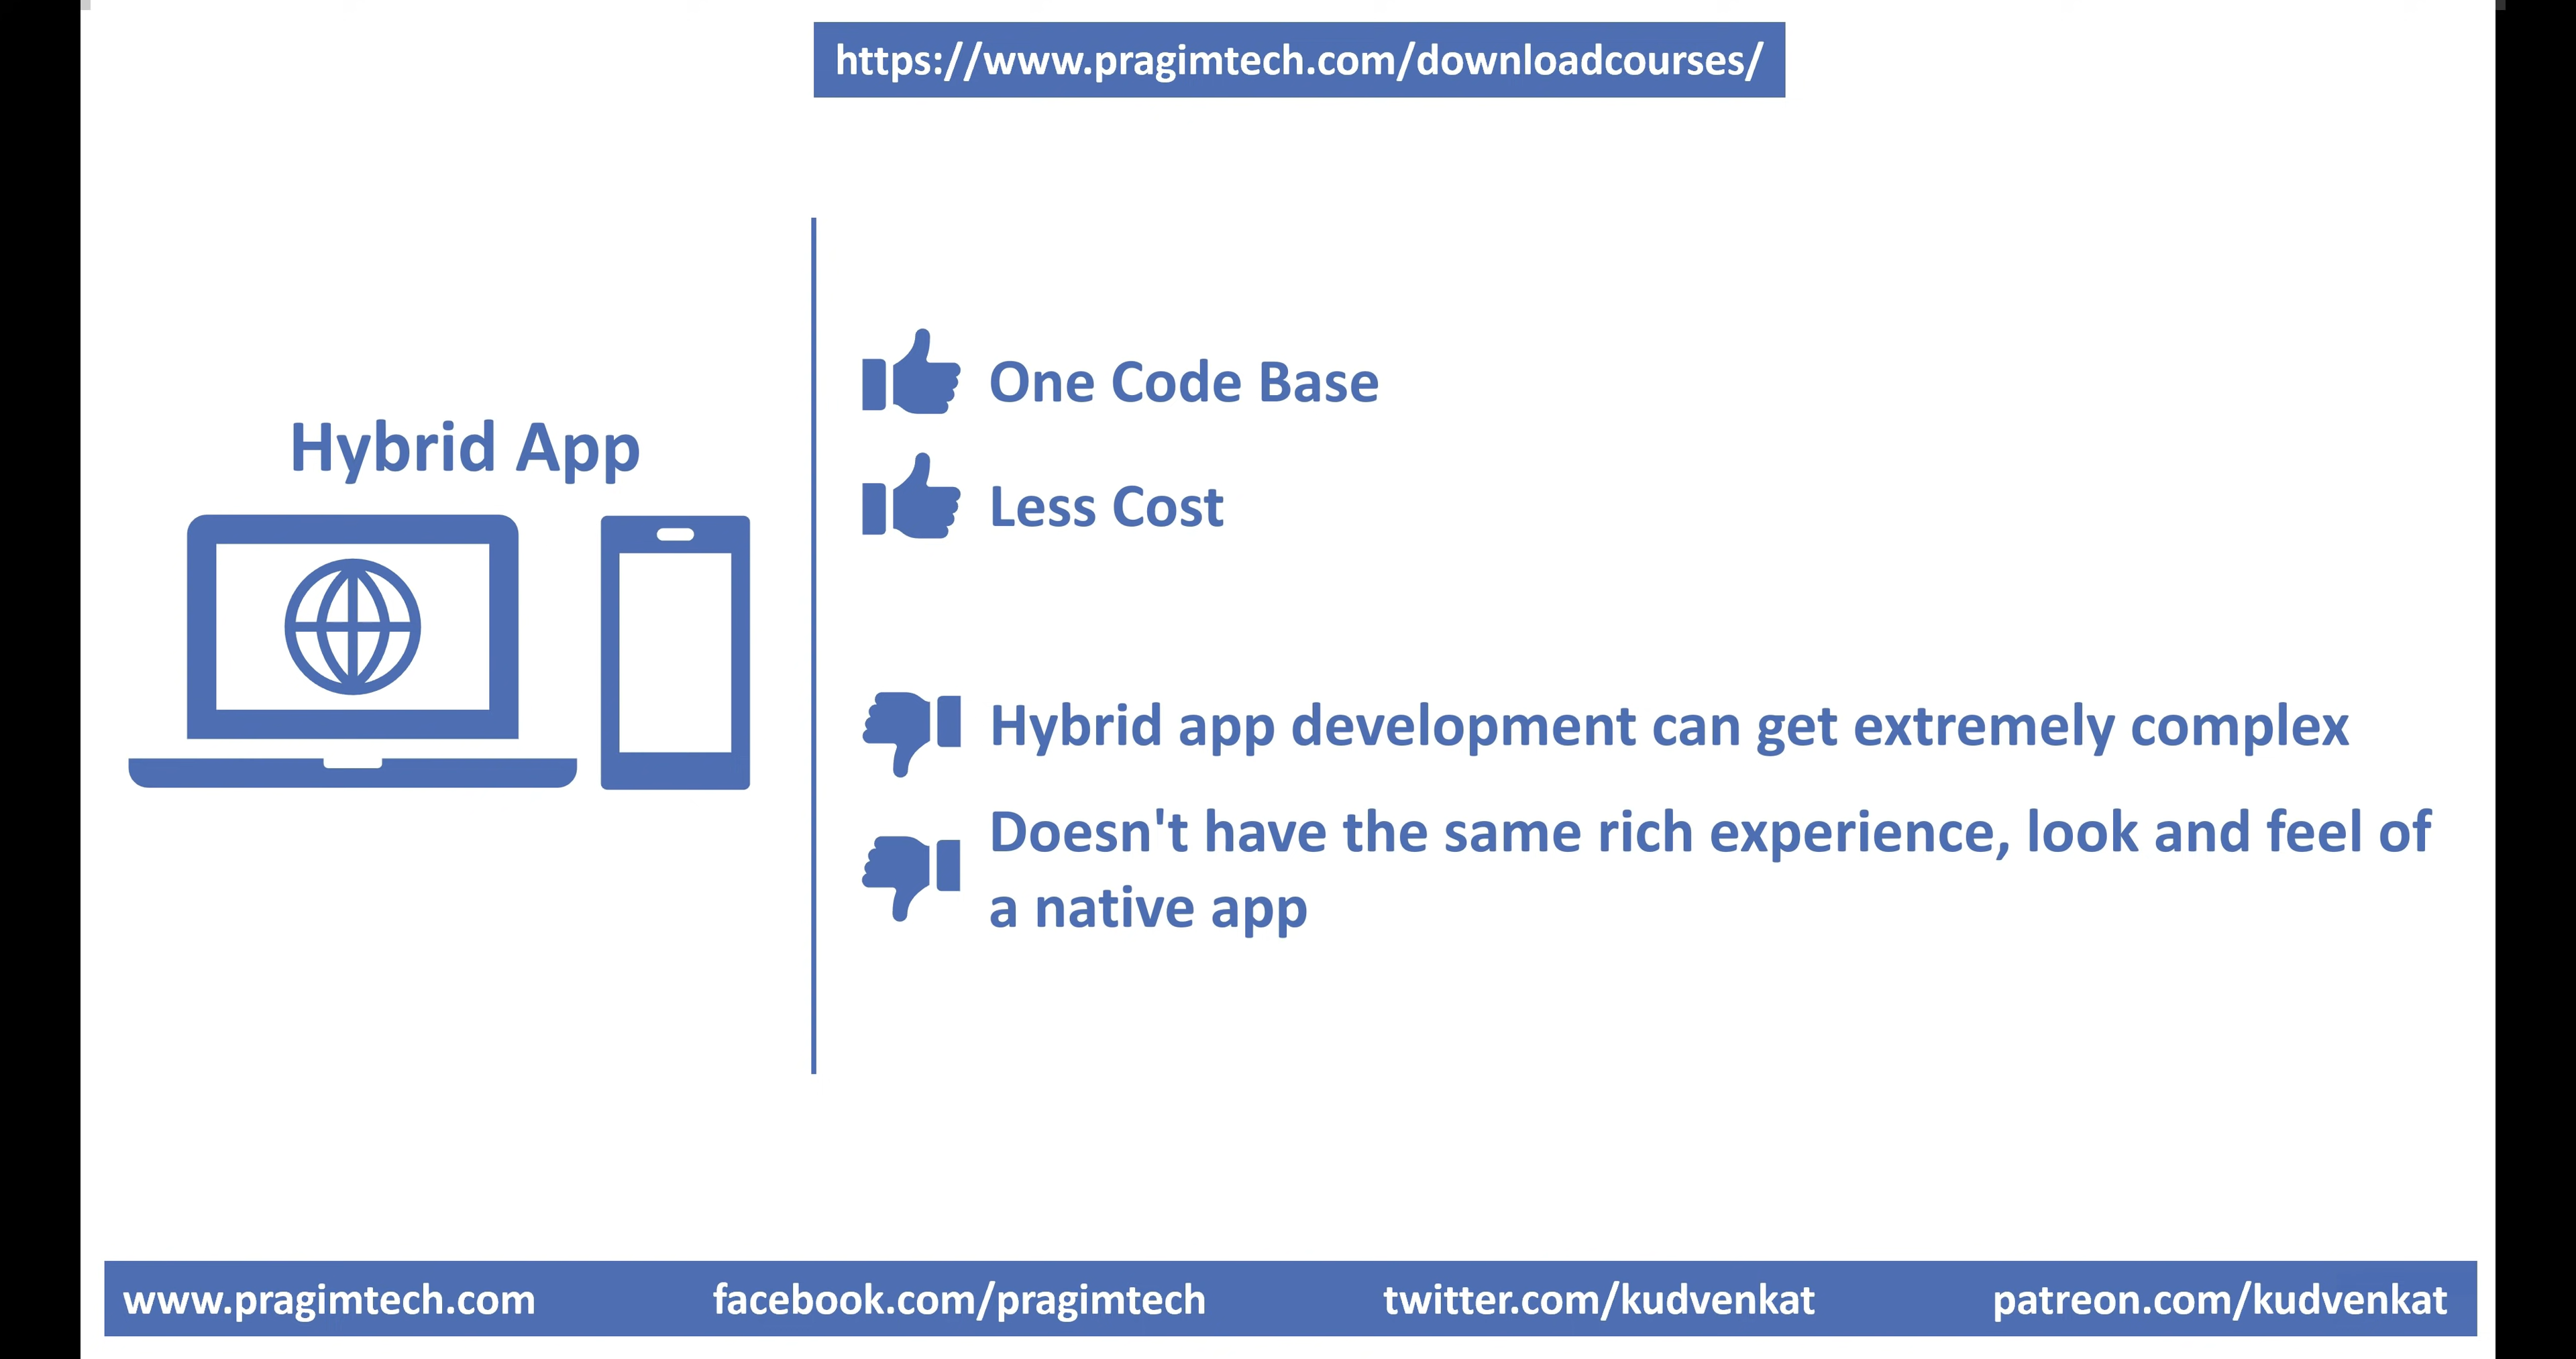 https://www.pragimtech.com/downloadcourses/
Hybrid App
One Code Base
Less Cost
Hybrid app development can get extremely complex
Doesn't have the same rich experience, look and feel of
a native app
www.pragimtech.com facebook.com/pragimtech twitter.com/kudvenkat patreon.com/kudvenkat